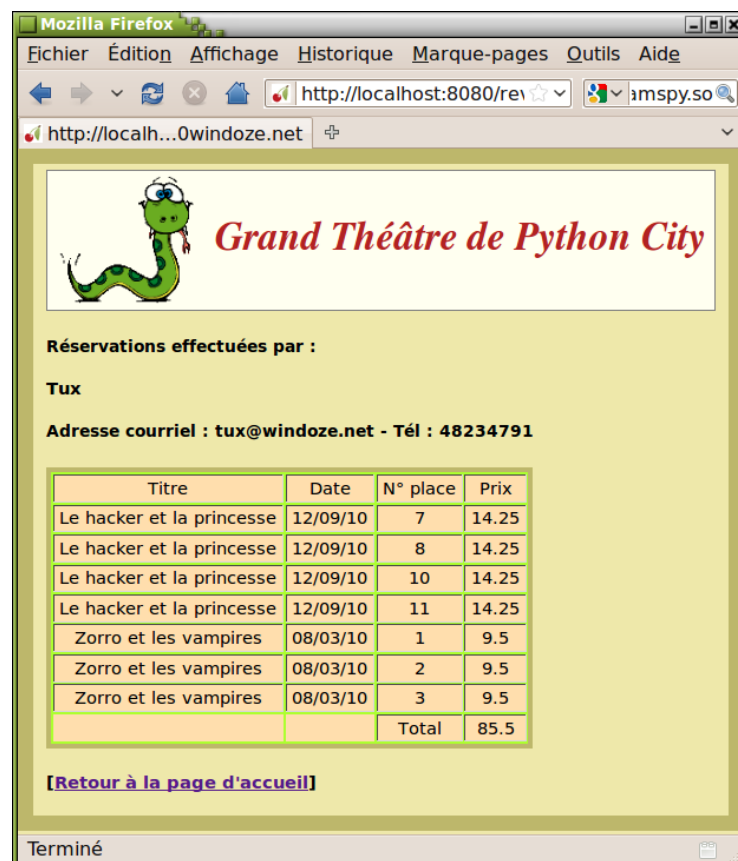 Mozilla Firefox
Fichier Édition Affichage Historique Marque-pages Outils Aide
http://localhost:8080/rev amspy.so
http://localh...0windoze.net
Grand Théâtre de Python City
Réservations effectuées par :
Tux
Adresse courriel : tux@windoze.net - Tél : 48234791
Titre Date N° place Prix
Le hacker et la princesse 12/09/10 7 14.25
Le hacker et la princesse 12/09/10 8 14.25
Le hacker et la princesse 12/09/10 10 14.25
Le hacker et la princesse 12/09/10 11 14.25
Zorro et les vampires 08/03/10 1 9.5
Zorro et les vampires 08/03/10 2 9.5
Zorro et les vampires 08/03/10 3 9.5
Total 85.5
[Retour à la page d'accueil]
Terminé